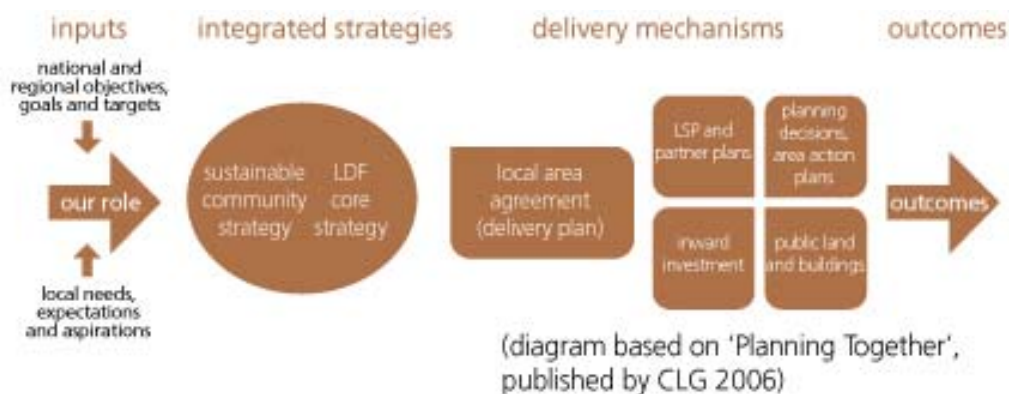 inputs
integrated strategies
delivery mechanisms
outcomes
national and
regional objectives,
goals and targets
our role
local needs,
expectations
and aspirations
sustainable
community
strategy
LDF
core
strategy
local area
agreement
(delivery plan)
LSP and
partner plans
planning
decisions,
area action
plans
inward
investment
public land
and buildings
outcomes
(diagram based on 'Planning Together',
published by CLG 2006)